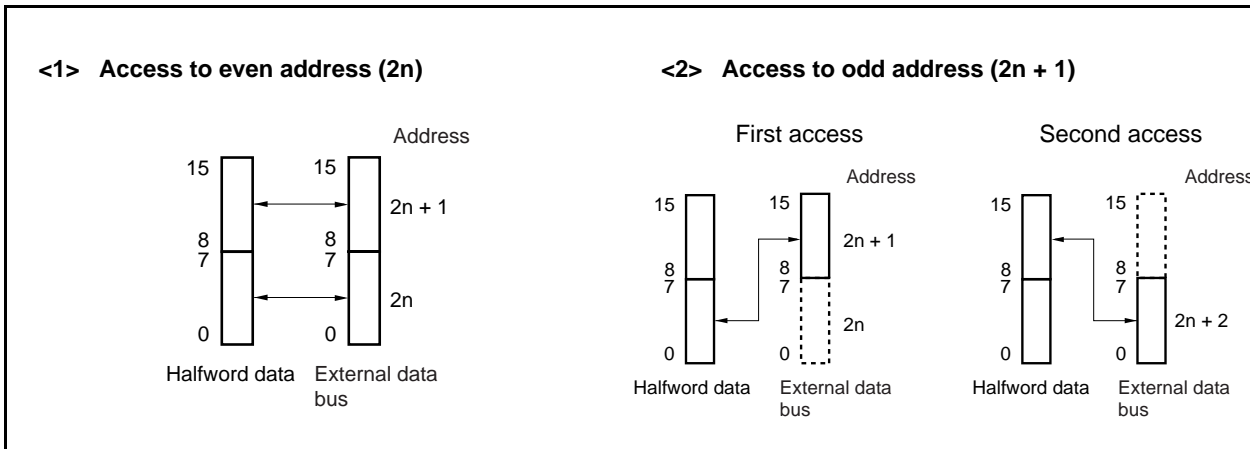 <1> Access to even address (2n)
Address
15 15
2n + 1
8 8
7 7
2n
0 0
Halfword data External data
bus
<2> Access to odd address (2n + 1)
First access
Address
15 15
2n + 1
8 8
7 7
2n
0 0
Halfword data External data
bus
Second access
Address
15 15
8 8
7 7
2n + 2
0 0
Halfword data External data
bus